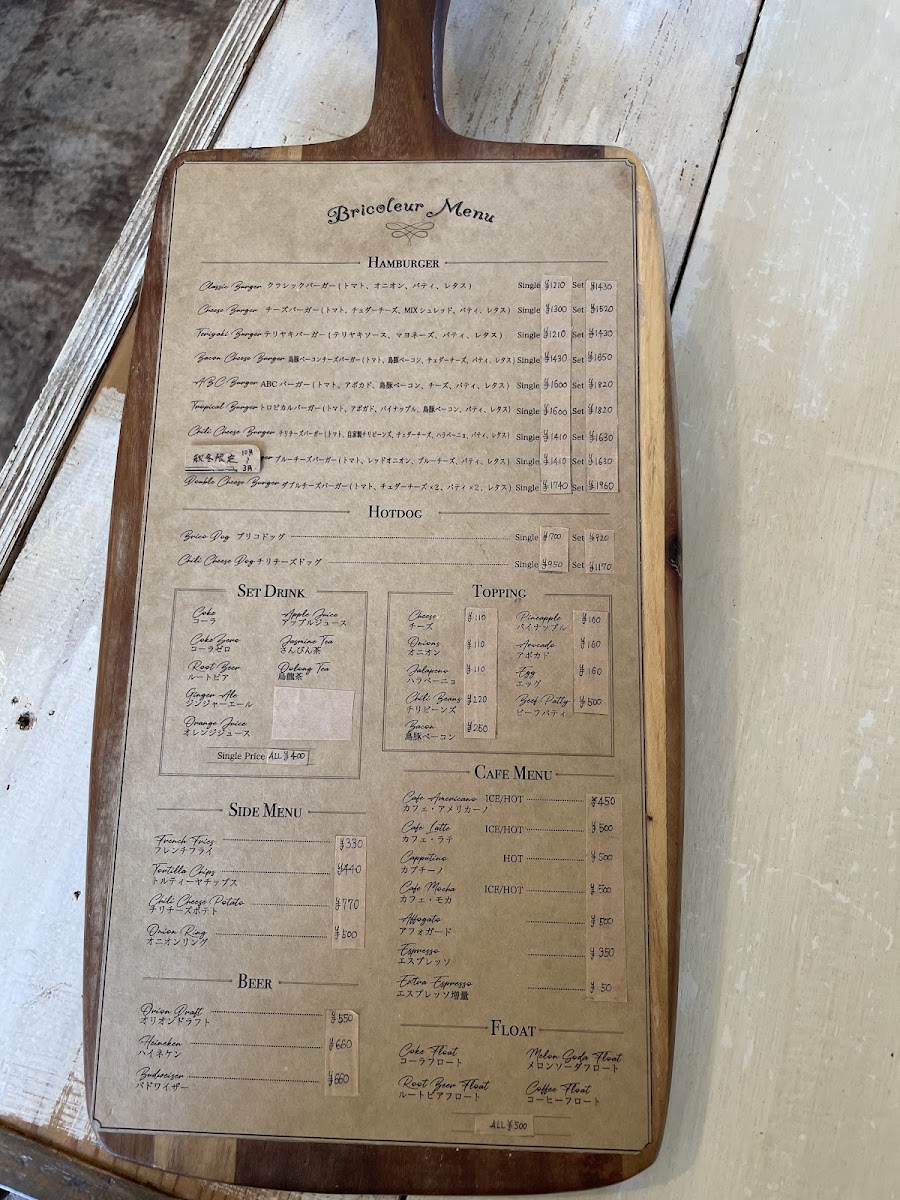 Bricoleur Menu
HAMBURGER
Classic Burger クラシックバーガー (トマト、オニオン、パティ、レタス) Single ¥1210 Set ¥1430
Cheese Burger チーズバーガー (トマト、チェダーチーズ、MIXシュレッド、パティ、レタス) Single ¥1300 Set ¥1520
Teriyaki Burger テリヤキバーガー (テリヤキソース、マヨネーズ、パティ、レタス) Single ¥1210 Set ¥1430
Bacon Cheese Burger 島豚ベーコンチーズバーガー (トマト、島豚ベーコン、チェダーチーズ、パティ、レタス) Single ¥1430 Set ¥1650
ABC Burger ABCバーガー (トマト、アボカド、島豚ベーコン、チーズ、パティ、レタス) Single ¥1600 Set ¥1820
Tropical Burger トロピカルバーガー (トマト、アボガド、パイナップル、島豚ベーコン、パティ、レタス) Single ¥1600 Set ¥1820
Chili Cheese Burger チリチーズバーガー (トマト、自家製チリビーンズ、チェダーチーズ、ハラペーニョ、パティ、レタス) Single ¥1410 Set ¥1630
秋冬限定 10月〜3月 ブルーチーズバーガー (トマト、レッドオニオン、ブルーチーズ、パティ、レタス) Single ¥1410 Set ¥1630
Double Cheese Burger ダブルチーズバーガー (トマト、チェダーチーズ×2、パティ×2、レタス) Single ¥1740 Set ¥1960
HOTDOG
Brico Dog ブリコドッグ Single ¥700 Set ¥920
Chili Cheese Dog チリチーズドッグ Single ¥950 Set ¥1170
SET DRINK
Coke
コーラ
Coke Zero
コーラゼロ
Root Beer
ルートビア
Ginger Ale
ジンジャーエール
Orange Juice
オレンジジュース
Apple Juice
アップルジュース
Jasmine Tea
さんぴん茶
Oolong Tea
烏龍茶
Single Price ALL ¥400
TOPPING
Cheese ¥110
チーズ
Onions ¥110
オニオン
Jalapeno ¥110
ハラペーニョ
Chili Beans ¥220
チリビーンズ
Bacon ¥250
島豚ベーコン
Pineapple ¥160
パイナップル
Avocado ¥160
アボカド
Egg ¥160
エッグ
Beef Patty ¥500
ビーフパティ
SIDE MENU
French Fries ¥330
フレンチフライ
Tortilla Chips ¥440
トルティーヤチップス
Chili Cheese Potato ¥770
チリチーズポテト
Onion Ring ¥500
オニオンリング
BEER
Orion Draft ¥550
オリオンドラフト
Heineken ¥660
ハイネケン
Budweiser ¥660
バドワイザー
CAFE MENU
Cafe Americano ICE/HOT ¥450
カフェ・アメリカーノ
Cafe Latte ICE/HOT ¥500
カフェ・ラテ
Cappucino HOT ¥500
カプチーノ
Cafe Mocha ICE/HOT ¥500
カフェ・モカ
Affogato ¥500
アフォガード
Espresso ¥350
エスプレッソ
Extra Espresso ¥50
エスプレッソ増量
FLOAT
Coke Float
コーラフロート
Melon Soda Float
メロンソーダフロート
Root Beer Float
ルートビアフロート
Coffee Float
コーヒーフロート
ALL ¥500